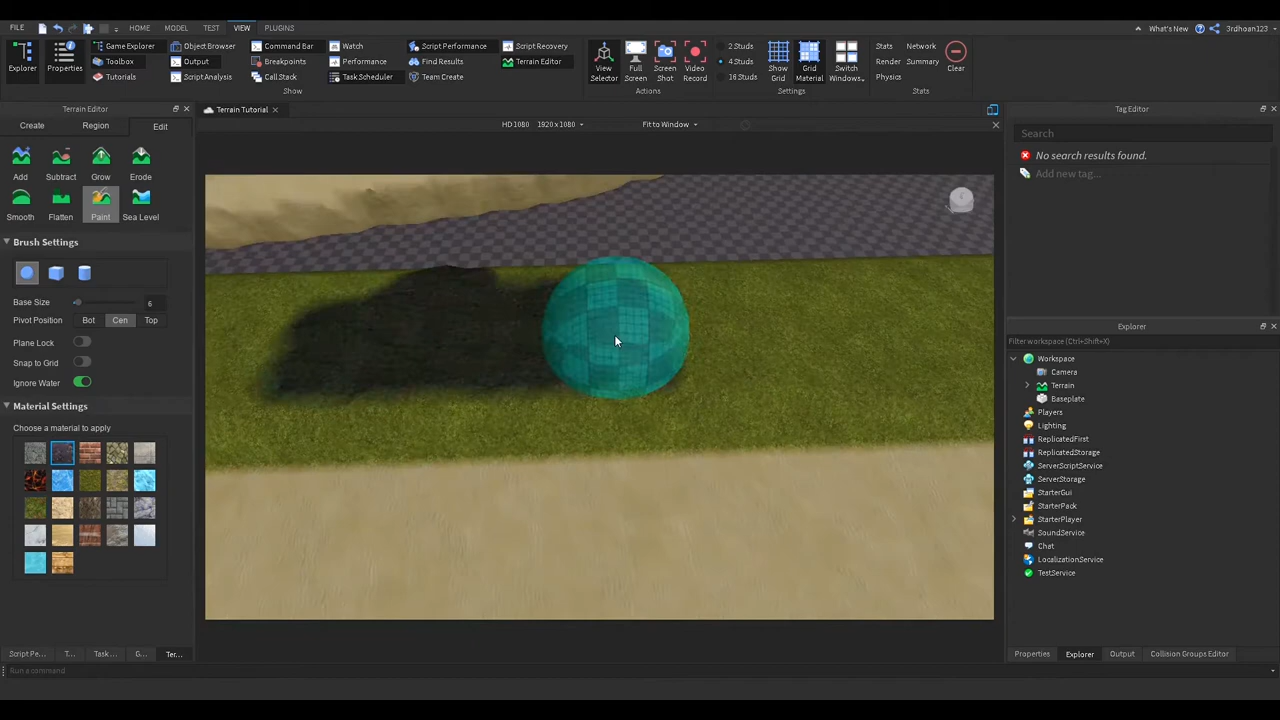 FILE HOME MODEL TEST VIEW PLUGINS What's New 3rdhoan123
Explorer Properties Game Explorer Object Browser Command Bar Watch Script Performance Script Recovery View Selector Full Screen Screen Shot Video Record 2 Studs Show Grid Grid Material Switch Windows... Stats Network Clear
Toolbox Output Breakpoints Performance Find Results Terrain Editor 4 Studs Render Summary
Tutorials Script Analysis Call Stack Task Scheduler Team Create 16 Studs Physics
Show Actions Settings Stats
Terrain Editor Terrain Tutorial Tag Editor
Create Region Edit HD 1080 1920 x 1080 Fit to Window
Search
No search results found.
Add new tag...
Add Subtract Grow Erode
Smooth Flatten Paint Sea Level
Brush Settings
Base Size 6
Pivot Position Bot Cen Top
Plane Lock
Snap to Grid
Ignore Water
Material Settings
Choose a material to apply
Explorer
Filter workspace (Ctrl+Shift+X)
Workspace
Camera
Terrain
Baseplate
Players
Lighting
ReplicatedFirst
ReplicatedStorage
ServerScriptService
ServerStorage
StarterGui
StarterPack
StarterPlayer
SoundService
Chat
LocalizationService
TestService
Script Pe... T... Task... G... Ter... Properties Explorer Output Collision Groups Editor
Run a command